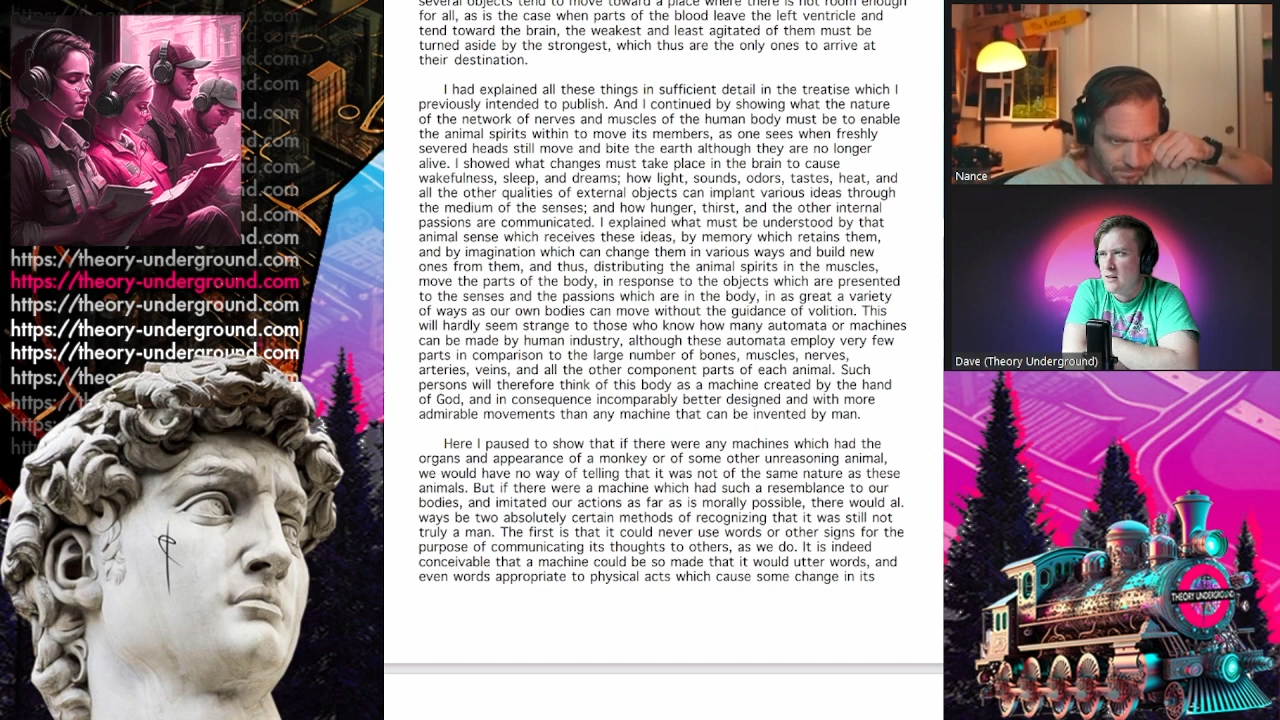 https://theory-underground.com
.com
.com
.com
.com
.com
.com
.com
.com
.com
https://theory-underground.com
https://theory-underground.com
https://theory-underground.com
https://theory-underground.com
https://theory-underground.com
https://
https:
several objects tend to move toward a place where there is not room enough
for all, as is the case when parts of the blood leave the left ventricle and
tend toward the brain, the weakest and least agitated of them must be
turned aside by the strongest, which thus are the only ones to arrive at
their destination.
I had explained all these things in sufficient detail in the treatise which I
previously intended to publish. And I continued by showing what the nature
of the network of nerves and muscles of the human body must be to enable
the animal spirits within to move its members, as one sees when freshly
severed heads still move and bite the earth although they are no longer
alive. I showed what changes must take place in the brain to cause
wakefulness, sleep, and dreams; how light, sounds, odors, tastes, heat, and
all the other qualities of external objects can implant various ideas through
the medium of the senses; and how hunger, thirst, and the other internal
passions are communicated. I explained what must be understood by that
animal sense which receives these ideas, by memory which retains them,
and by imagination which can change them in various ways and build new
ones from them, and thus, distributing the animal spirits in the muscles,
move the parts of the body, in response to the objects which are presented
to the senses and the passions which are in the body, in as great a variety
of ways as our own bodies can move without the guidance of volition. This
will hardly seem strange to those who know how many automata or machines
can be made by human industry, although these automata employ very few
parts in comparison to the large number of bones, muscles, nerves,
arteries, veins, and all the other component parts of each animal. Such
persons will therefore think of this body as a machine created by the hand
of God, and in consequence incomparably better designed and with more
admirable movements than any machine that can be invented by man.
Here I paused to show that if there were any machines which had the
organs and appearance of a monkey or of some other unreasoning animal,
we would have no way of telling that it was not of the same nature as these
animals. But if there were a machine which had such a resemblance to our
bodies, and imitated our actions as far as is morally possible, there would al.
ways be two absolutely certain methods of recognizing that it was still not
truly a man. The first is that it could never use words or other signs for the
purpose of communicating its thoughts to others, as we do. It is indeed
conceivable that a machine could be so made that it would utter words, and
even words appropriate to physical acts which cause some change in its
Nance
Dave (Theory Underground)
THEORY UNDERGROUND